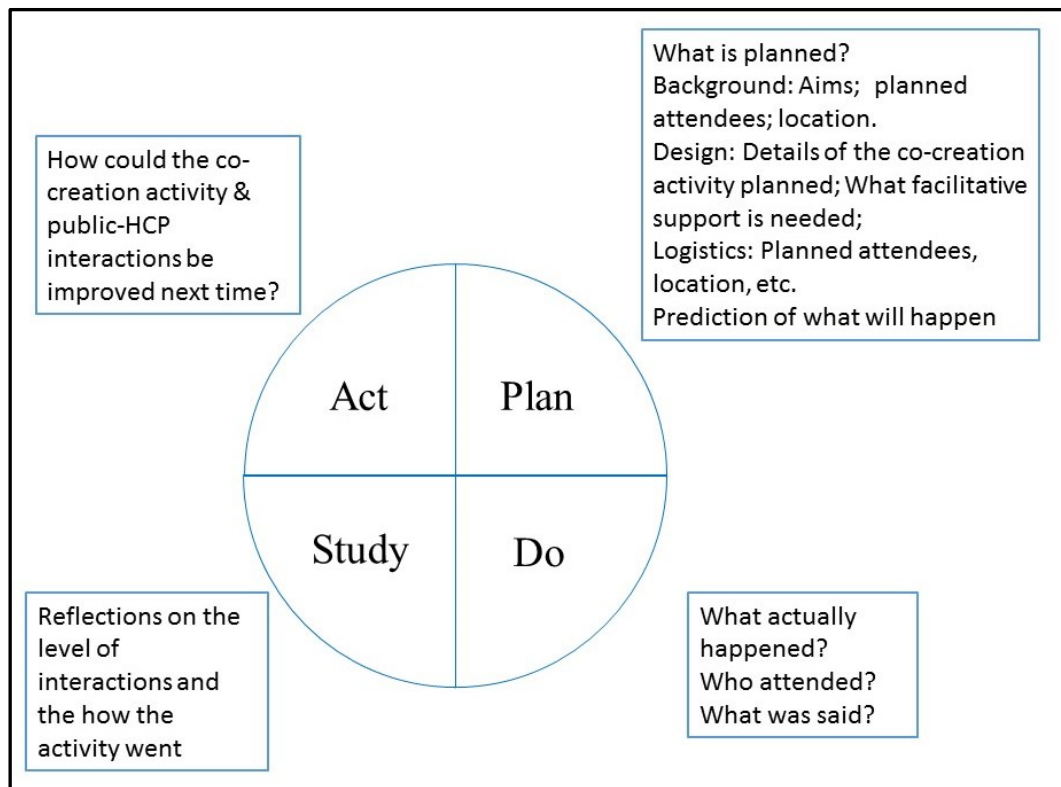 What is planned?
Background: Aims; planned
attendees; location.
Design: Details of the co-creation
activity planned; What facilitative
support is needed;
Logistics: Planned attendees,
location, etc.
Prediction of what will happen
How could the co-
creation activity &
public-HCP
interactions be
improved next time?
Act
Plan
Study
Do
Reflections on the
level of
interactions and
the how the
activity went
What actually
happened?
Who attended?
What was said?